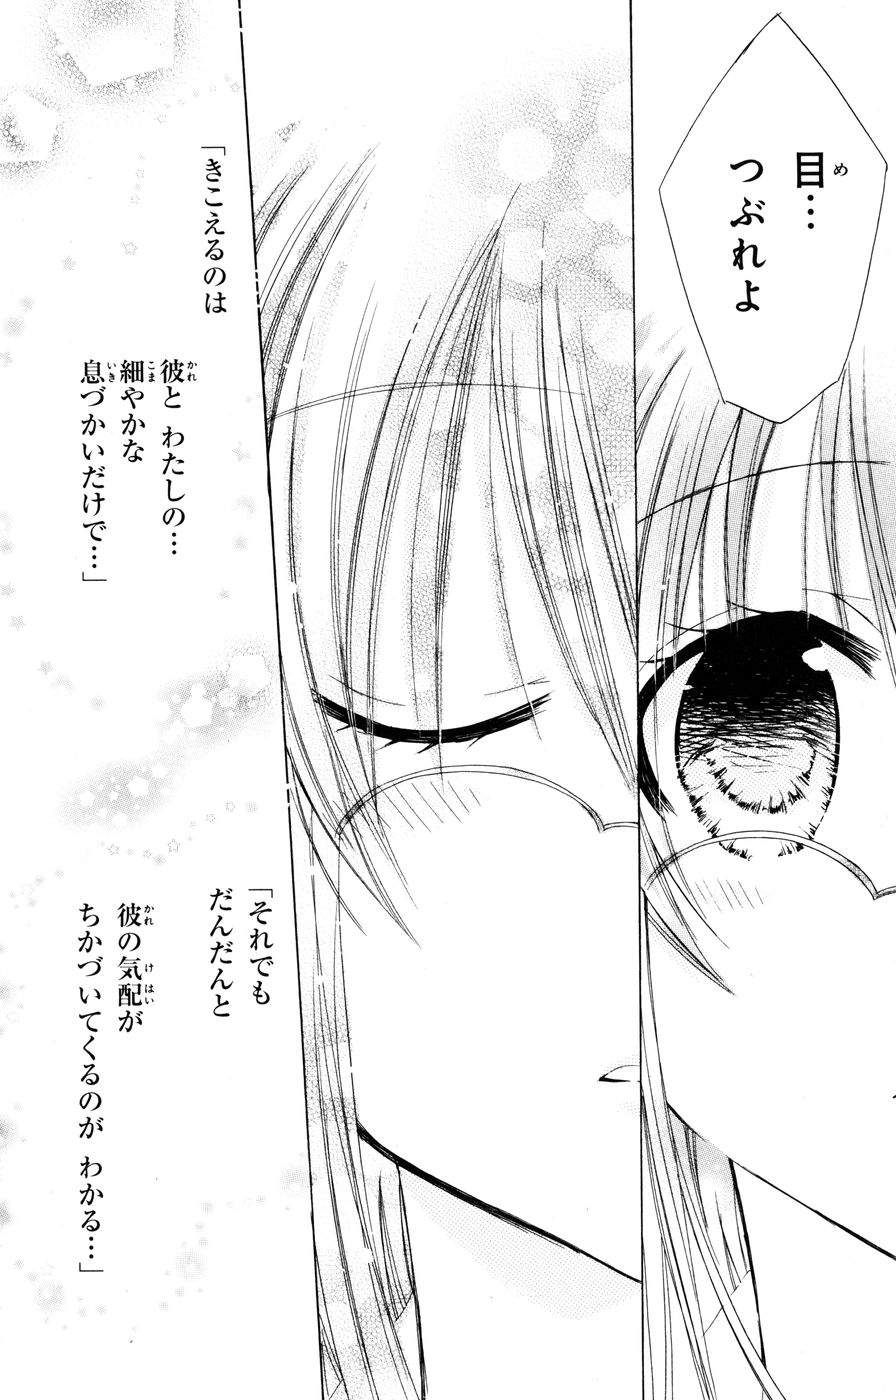 目…
つぶれよ
「きこえるのは
彼と わたしの…
細やかな
息づかいだけで…」
「それでも
だんだんと
彼の気配が
ちかづいてくるのが わかる…」